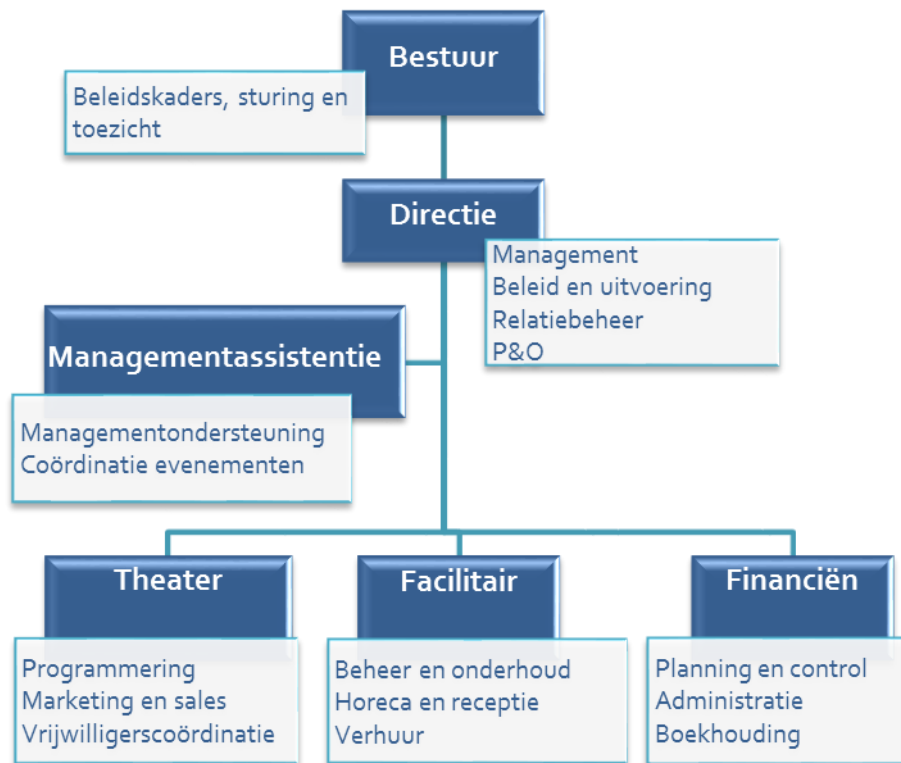 Bestuur
Beleidskaders, sturing en
toezicht
Directie
Management
Beleid en uitvoering
Relatiebeheer
P&O
Managementassistentie
Managementondersteuning
Coördinatie evenementen
Theater
Programmering
Marketing en sales
Vrijwilligerscoördinatie
Facilitair
Beheer en onderhoud
Horeca en receptie
Verhuur
Financiën
Planning en control
Administratie
Boekhouding